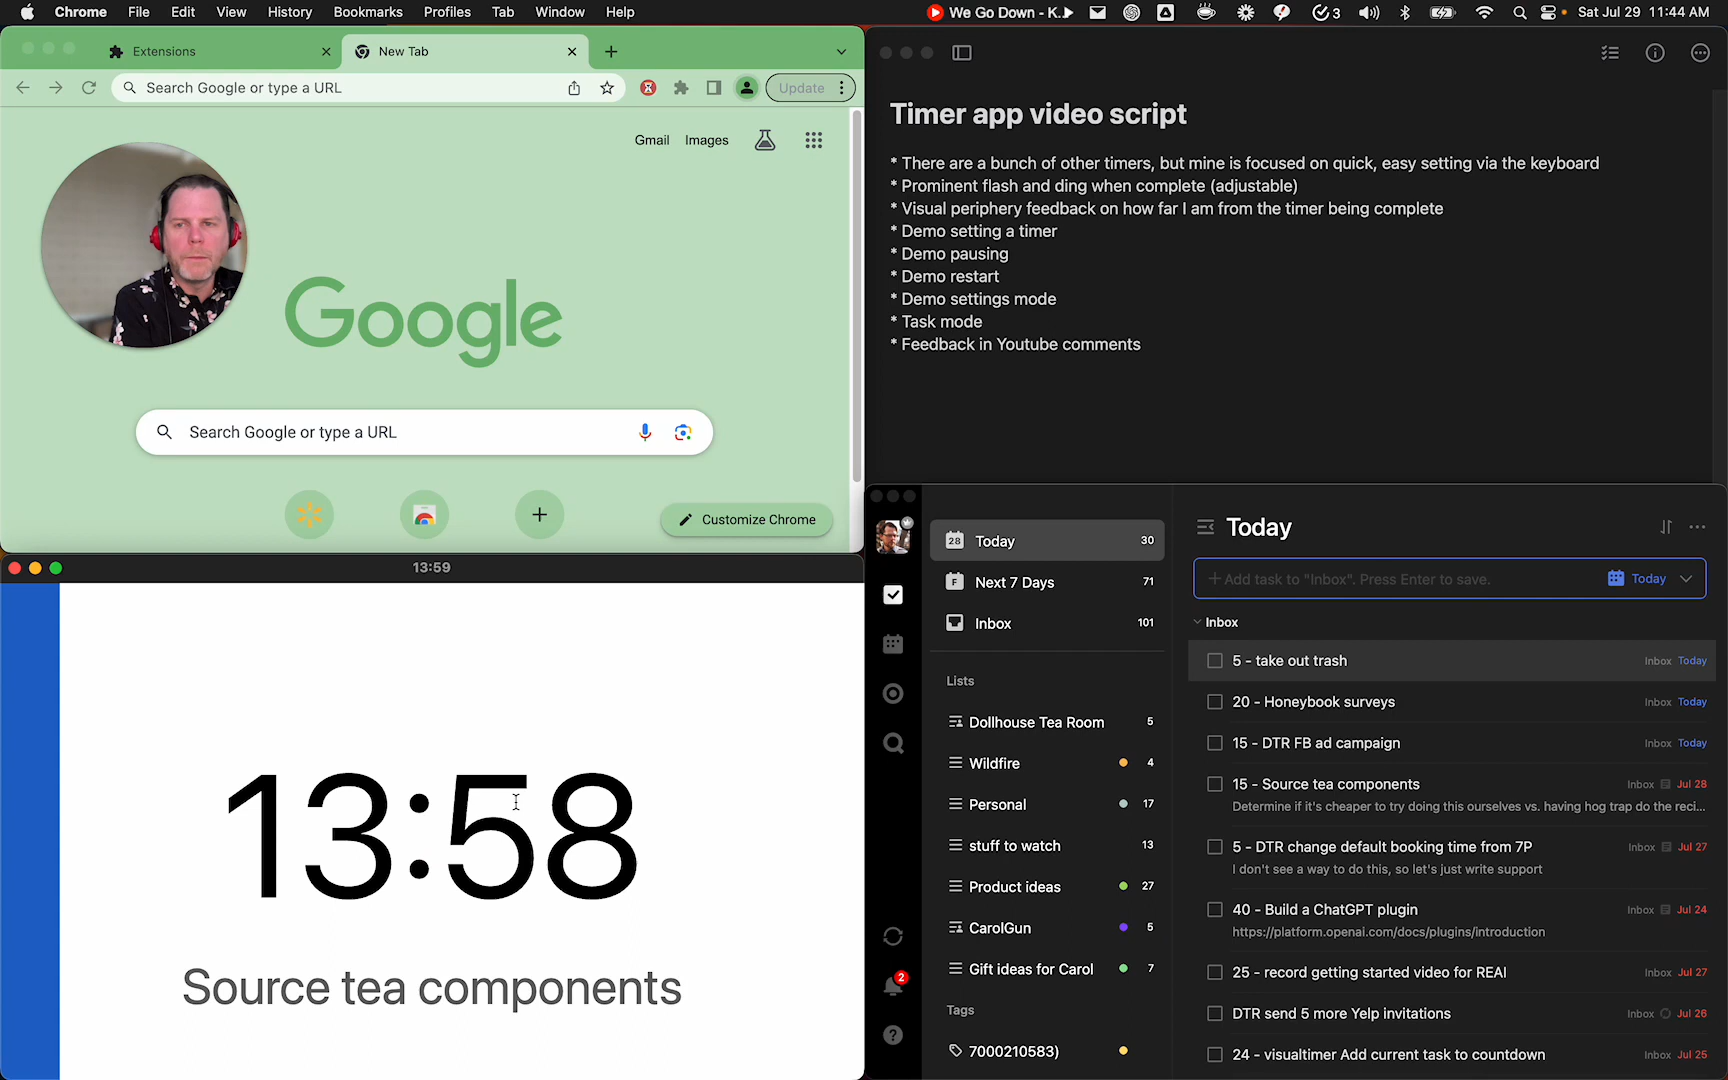 Chrome File Edit View History Bookmarks Profiles Tab Window Help
We Go Down - K.. 3 Sat Jul 29 11:44 AM
Extensions
New Tab
Search Google or type a URL
Update
Gmail Images
Google
Search Google or type a URL
Customize Chrome
Timer app video script
* There are a bunch of other timers, but mine is focused on quick, easy setting via the keyboard
* Prominent flash and ding when complete (adjustable)
* Visual periphery feedback on how far I am from the timer being complete
* Demo setting a timer
* Demo pausing
* Demo restart
* Demo settings mode
* Task mode
* Feedback in Youtube comments
13:59
13:58
Source tea components
28 Today 30
F Next 7 Days 71
Inbox 101
Lists
Dollhouse Tea Room 5
Wildfire 4
Personal 17
stuff to watch 13
Product ideas 27
CarolGun 5
Gift ideas for Carol 7
Tags
7000210583)
2
Today
+ Add task to "Inbox". Press Enter to save. Today
Inbox
5 - take out trash Inbox Today
20 - Honeybook surveys Inbox Today
15 - DTR FB ad campaign Inbox Today
15 - Source tea components Inbox Jul 28
Determine if it's cheaper to try doing this ourselves vs. having hog trap do the reci...
5 - DTR change default booking time from 7P Inbox Jul 27
I don't see a way to do this, so let's just write support
40 - Build a ChatGPT plugin Inbox Jul 24
https://platform.openai.com/docs/plugins/introduction
25 - record getting started video for REAI Inbox Jul 27
DTR send 5 more Yelp invitations Inbox Jul 26
24 - visualtimer Add current task to countdown Inbox Jul 25